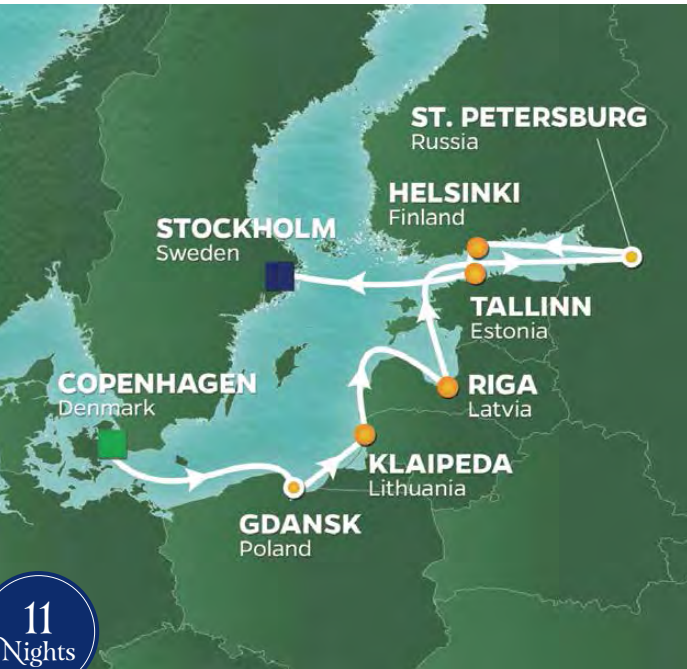 ST. PETERSBURG
Russia
HELSINKI
Finland
STOCKHOLM
Sweden
TALLINN
Estonia
COPENHAGEN
Denmark
RIGA
Latvia
KLAIPEDA
Lithuania
GDANSK
Poland
11
Nights